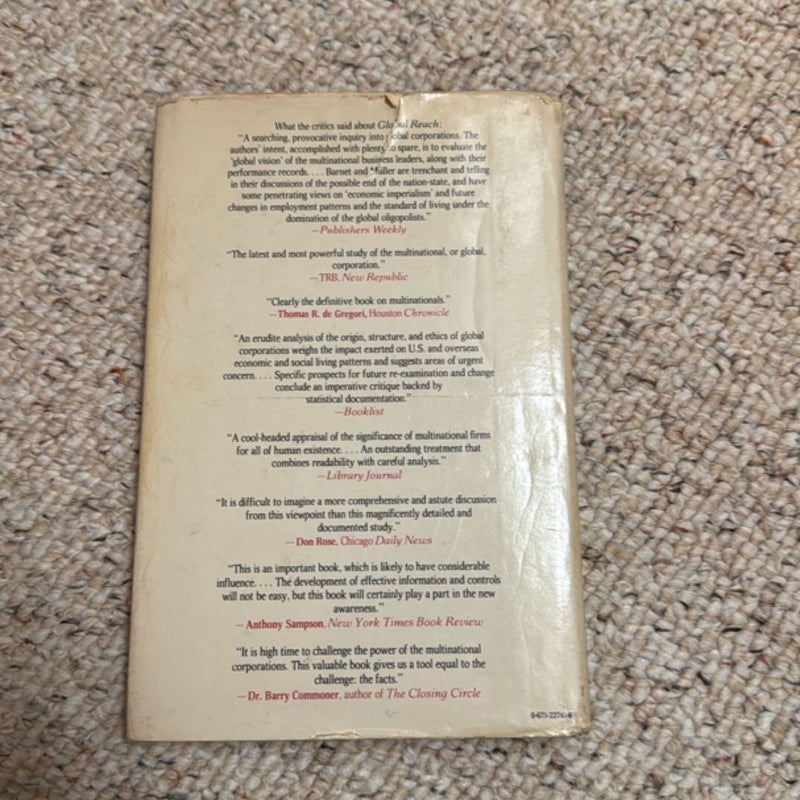 What the critics said about Global Reach:
"A searching, provocative inquiry into global corporations. The
authors' intent, accomplished with plenty to spare, is to evaluate the
'global vision' of the multinational business leaders, along with their
performance records. . . . Barnet and Müller are trenchant and telling
in their discussions of the possible end of the nation-state, and have
some penetrating views on 'economic imperialism' and future
changes in employment patterns and the standard of living under the
domination of the global oligopolists."
—Publishers Weekly
"The latest and most powerful study of the multinational, or global,
corporation."
—TRB, New Republic
"Clearly the definitive book on multinationals."
—Thomas R. de Gregori, Houston Chronicle
"An erudite analysis of the origin, structure, and ethics of global
corporations weighs the impact exerted on U.S. and overseas
economic and social living patterns and suggests areas of urgent
concern. . . . Specific prospects for future re-examination and change
conclude an imperative critique backed by
statistical documentation."
—Booklist
"A cool-headed appraisal of the significance of multinational firms
for all of human existence. . . . An outstanding treatment that
combines readability with careful analysis."
—Library Journal
"It is difficult to imagine a more comprehensive and astute discussion
from this viewpoint than this magnificently detailed and
documented study."
—Don Rose, Chicago Daily News
"This is an important book, which is likely to have considerable
influence. . . . The development of effective information and controls
will not be easy, but this book will certainly play a part in the new
awareness."
—Anthony Sampson, New York Times Book Review
"It is high time to challenge the power of the multinational
corporations. This valuable book gives us a tool equal to the
challenge: the facts."
—Dr. Barry Commoner, author of The Closing Circle
0-671-22741-6